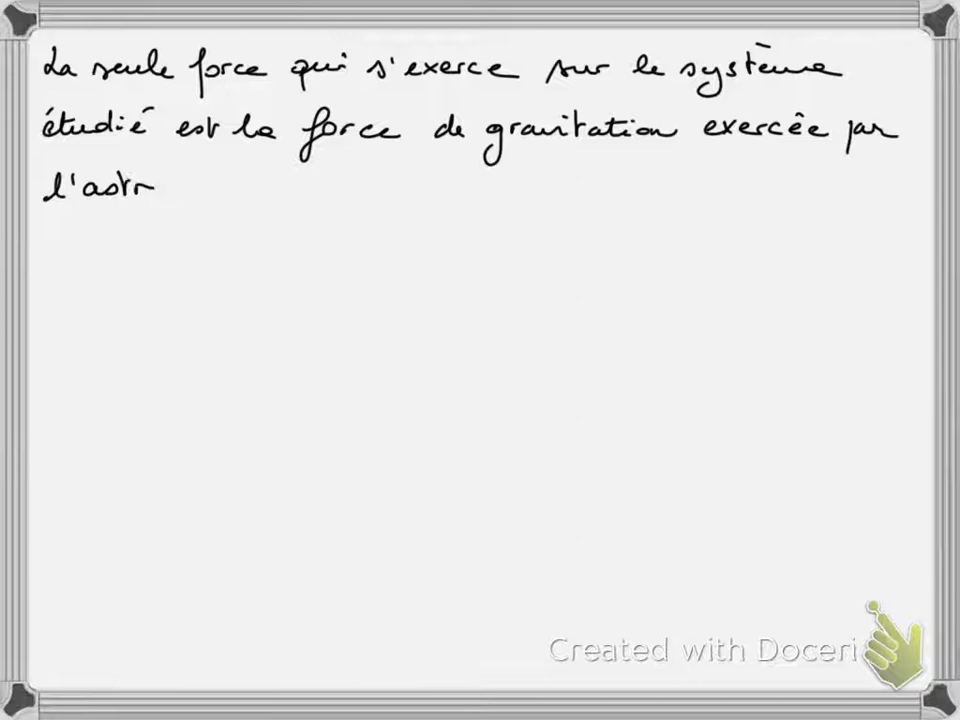 La seule force qui s'exerce sur le système
étudié est la force de gravitation exercée par
l'astr
Created with Doceri